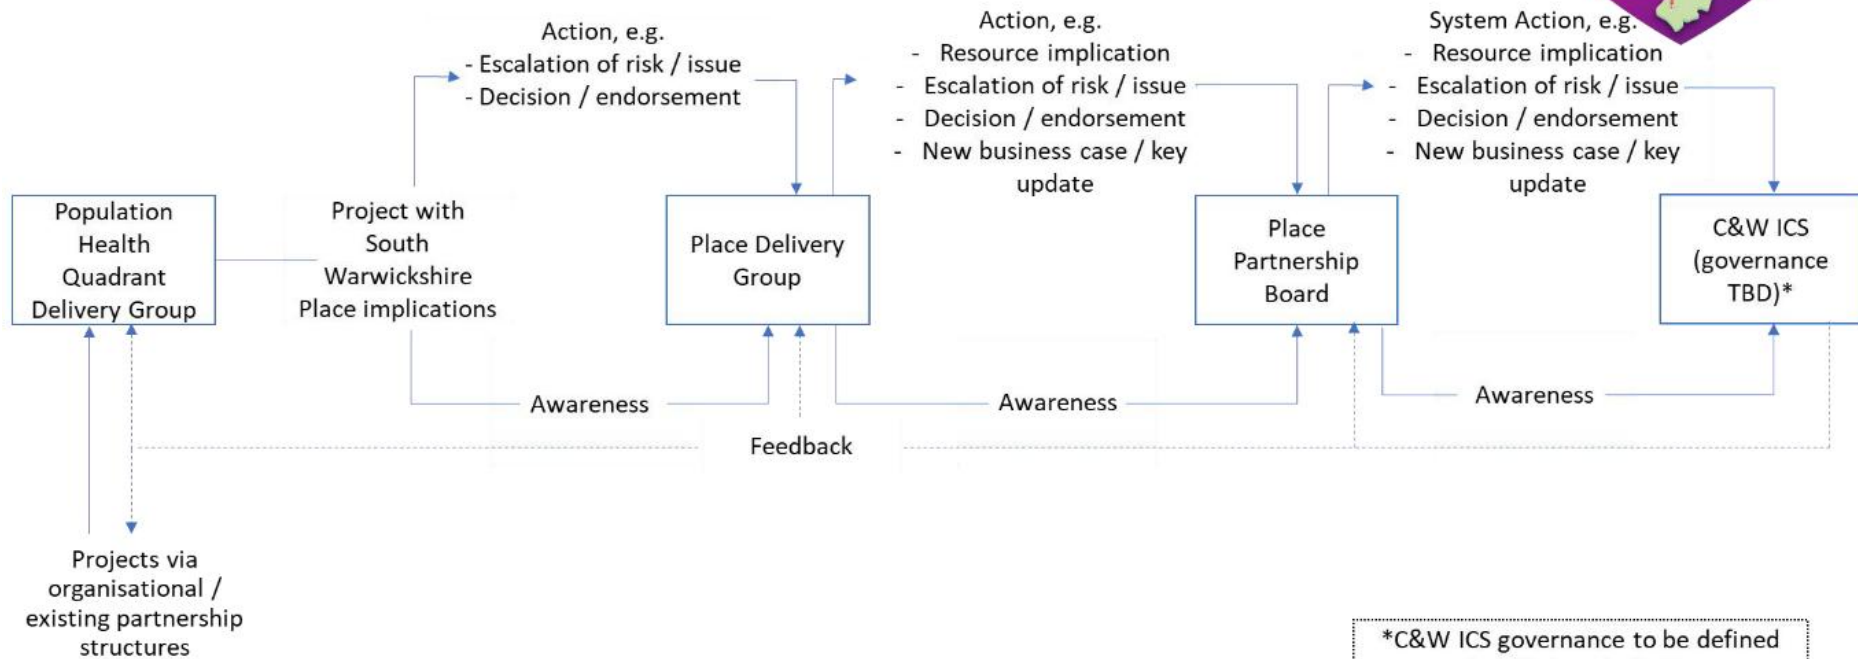 Action, e.g.
- Escalation of risk / issue
- Decision / endorsement
Action, e.g.
- Resource implication
- Escalation of risk / issue
- Decision / endorsement
- New business case / key
update
System Action, e.g.
- Resource implication
- Escalation of risk / issue
- Decision / endorsement
- New business case / key
update
Population
Health
Quadrant
Delivery Group
Project with
South
Warwickshire
Place implications
Place Delivery
Group
Place
Partnership
Board
C&W ICS
(governance
TBD)*
Awareness
Awareness
Awareness
Feedback
Projects via
organisational /
existing partnership
structures
*C&W ICS governance to be defined